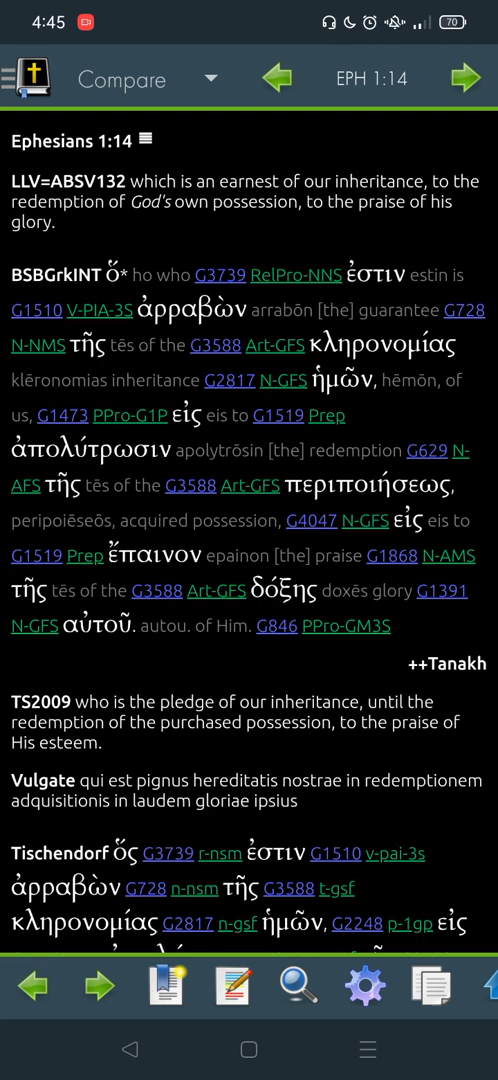 4:45
70
Compare
EPH 1:14
Ephesians 1:14
LLV=ABSV132 which is an earnest of our inheritance, to the
redemption of God's own possession, to the praise of his
glory.
BSBGrkINT ὅ* ho who G3739 RelPro-NNS ἐστιν estin is
G1510 V-PIA-3S ἀρραβὼν arrabōn [the] guarantee G728
N-NMS τῆς tēs of the G3588 Art-GFS κληρονομίας
klēronomias inheritance G2817 N-GFS ἡμῶν, hēmōn, of
us, G1473 PPro-G1P εἰς eis to G1519 Prep
ἀπολύτρωσιν apolytrōsin [the] redemption G629 N-
AFS τῆς tēs of the G3588 Art-GFS περιποιήσεως,
peripoiēseōs, acquired possession, G4047 N-GFS εἰς eis to
G1519 Prep ἔπαινον epainon [the] praise G1868 N-AMS
τῆς tēs of the G3588 Art-GFS δόξης doxēs glory G1391
N-GFS αὐτοῦ. autou. of Him. G846 PPro-GM3S
++Tanakh
TS2009 who is the pledge of our inheritance, until the
redemption of the purchased possession, to the praise of
His esteem.
Vulgate qui est pignus hereditatis nostrae in redemptionem
adquisitionis in laudem gloriae ipsius
Tischendorf ὅς G3739 r-nsm ἐστιν G1510 v-pai-3s
ἀρραβὼν G728 n-nsm τῆς G3588 t-gsf
κληρονομίας G2817 n-gsf ἡμῶν, G2248 p-1gp εἰς